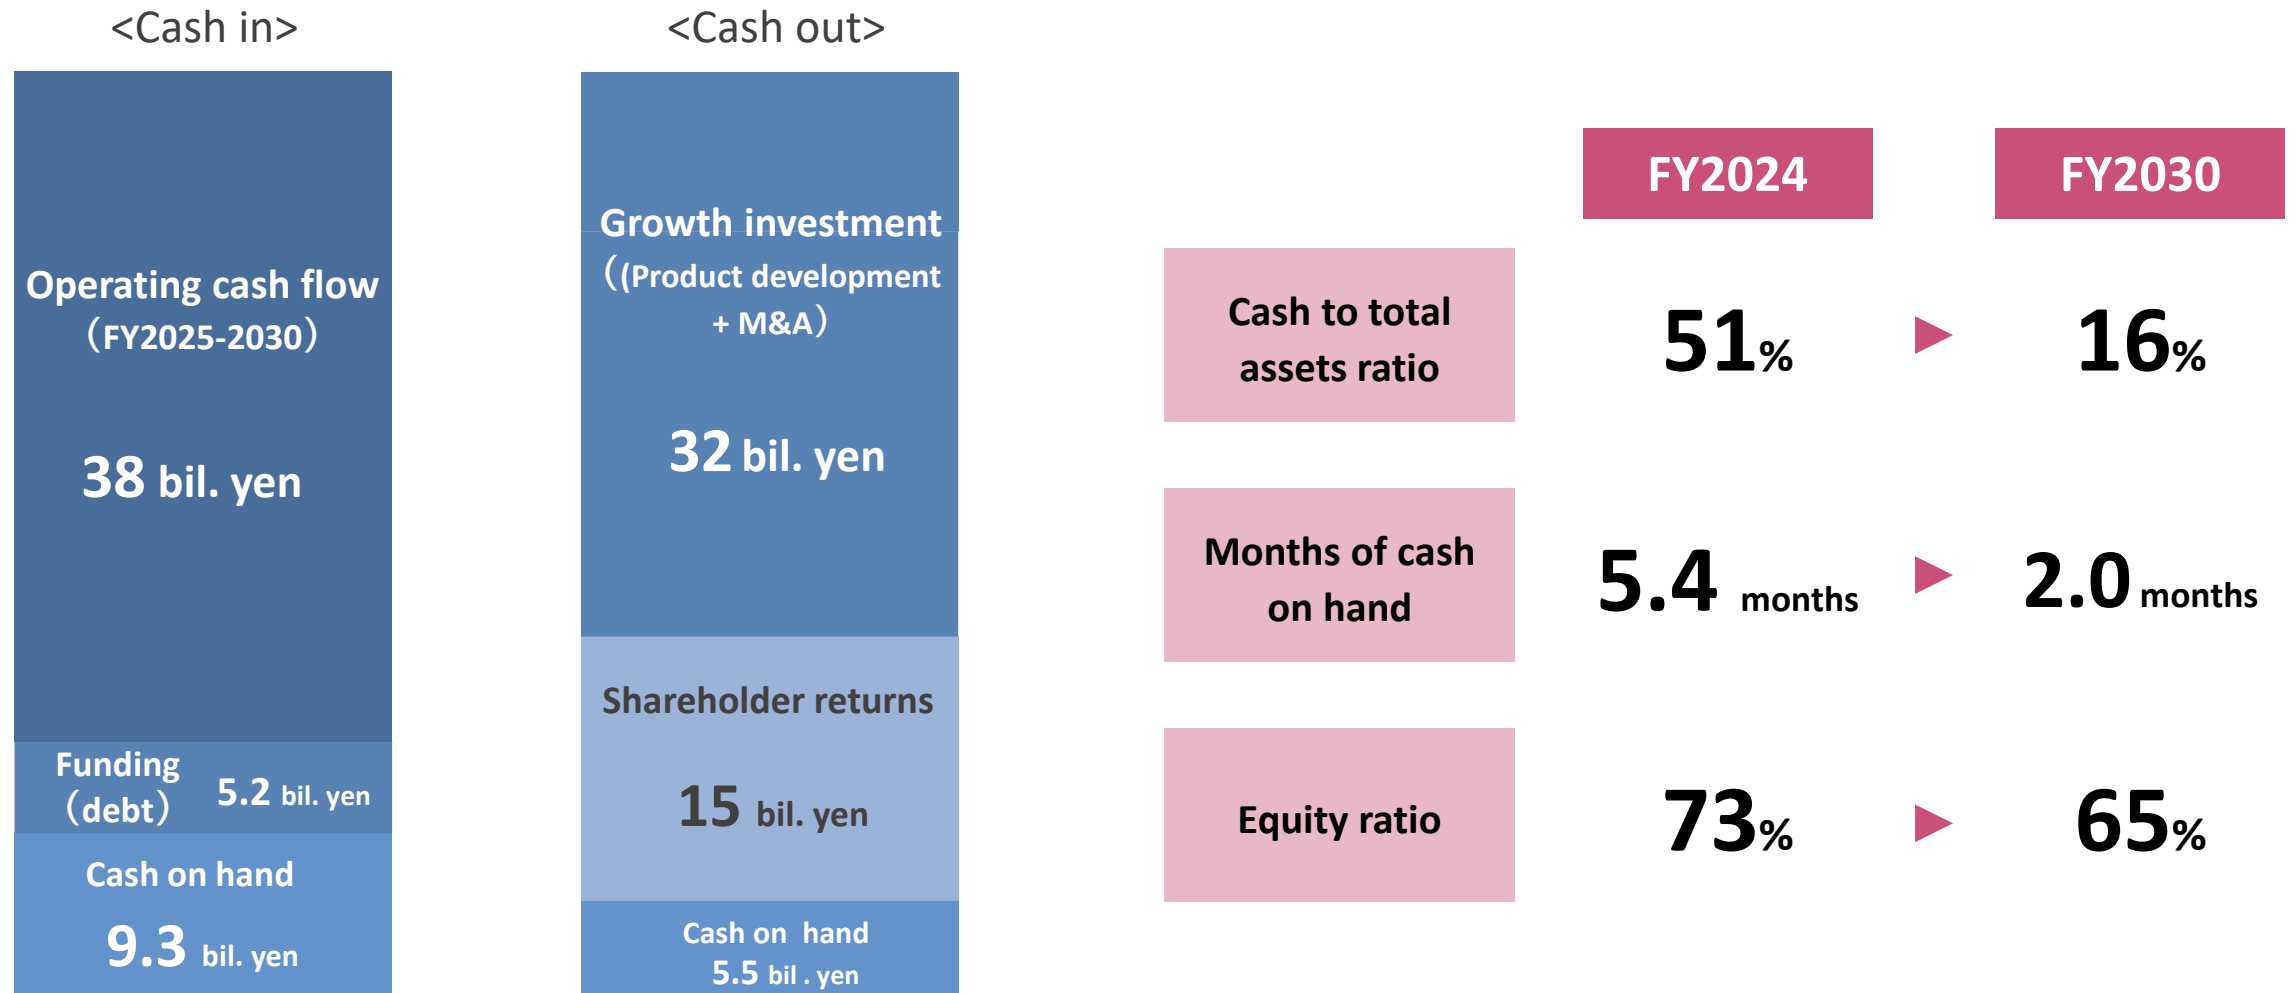 <Cash in>
Operating cash flow
（FY2025-2030）
38 bil. yen
Funding
（debt）
5.2 bil. yen
Cash on hand
9.3 bil. yen
<Cash out>
Growth investment
（(Product development
+ M&A）
32 bil. yen
Shareholder returns
15 bil. yen
Cash on hand
5.5 bil . yen
FY2024
FY2030
Cash to total
assets ratio
51%
16%
Months of cash
on hand
5.4 months
2.0 months
Equity ratio
73%
65%